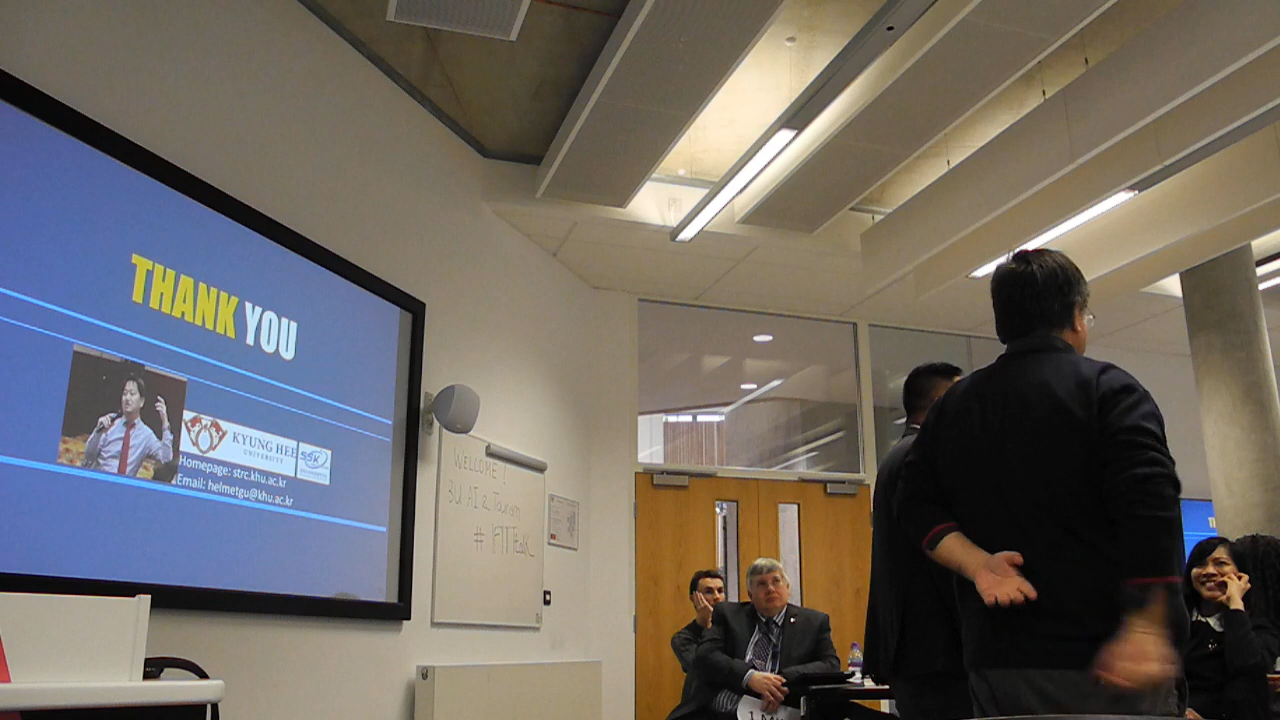 THANK YOU
KYUNG HEE
UNIVERSITY
SSK
Homepage: strc.khu.ac.kr
Email: helmetgu@khu.ac.kr
WELCOME!
BU AI & Tourism
# IFITTtalk